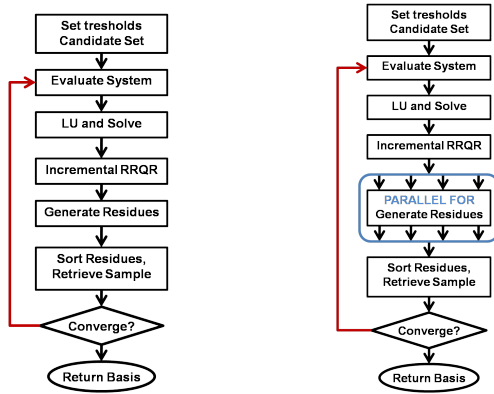 Set tresholds
Candidate Set
Evaluate System
LU and Solve
Incremental RRQR
Generate Residues
Sort Residues,
Retrieve Sample
Converge?
Return Basis
Set tresholds
Candidate Set
Evaluate System
LU and Solve
Incremental RRQR
PARALLEL FOR
Generate Residues
Sort Residues,
Retrieve Sample
Converge?
Return Basis